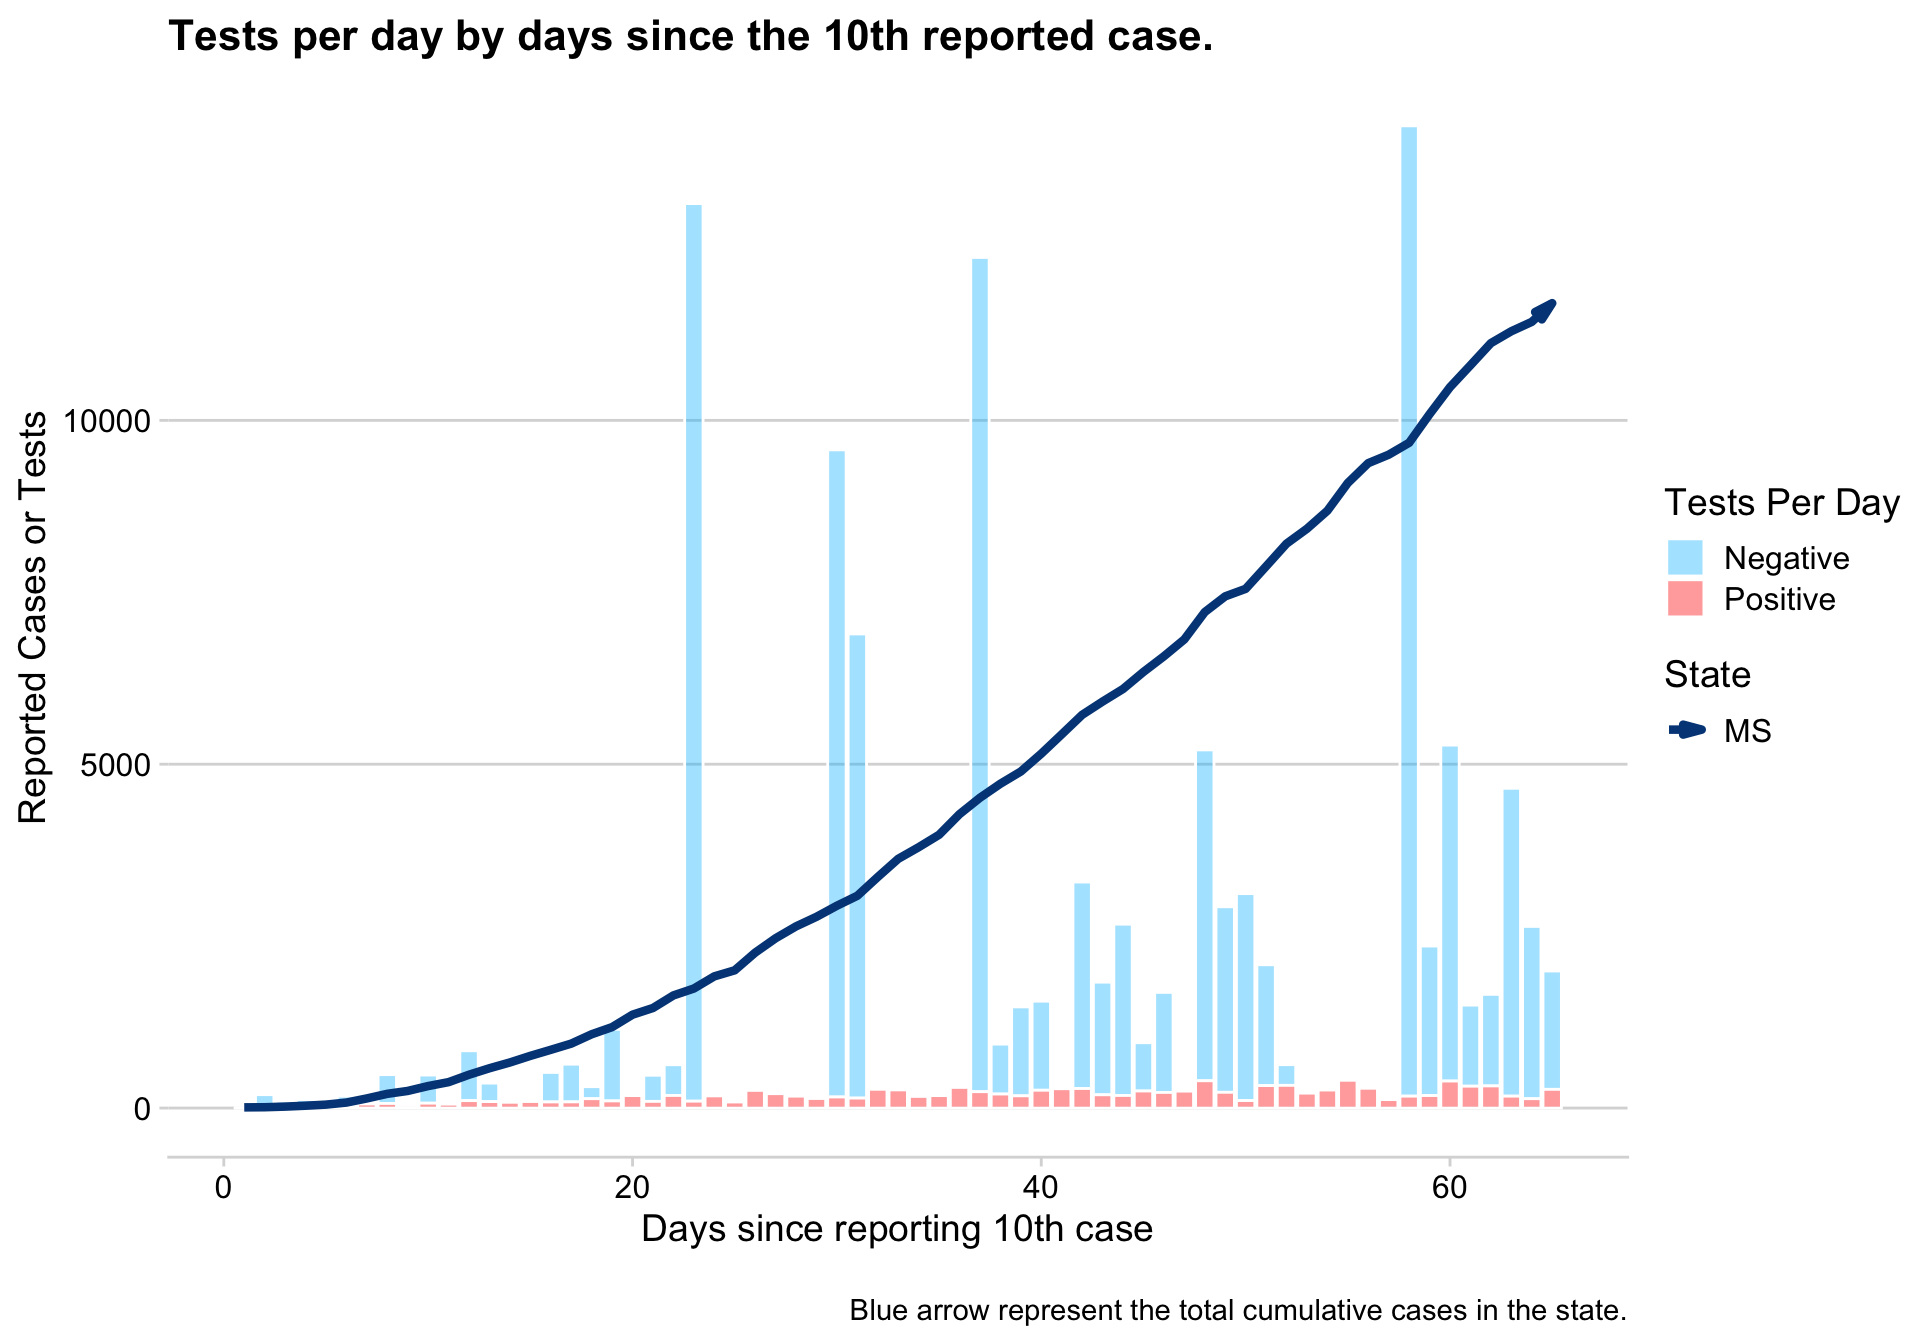 Tests per day by days since the 10th reported case.
Reported Cases or Tests
10000
5000
0
0
20
40
60
Days since reporting 10th case
Tests Per Day
Negative
Positive
State
MS
Blue arrow represent the total cumulative cases in the state.